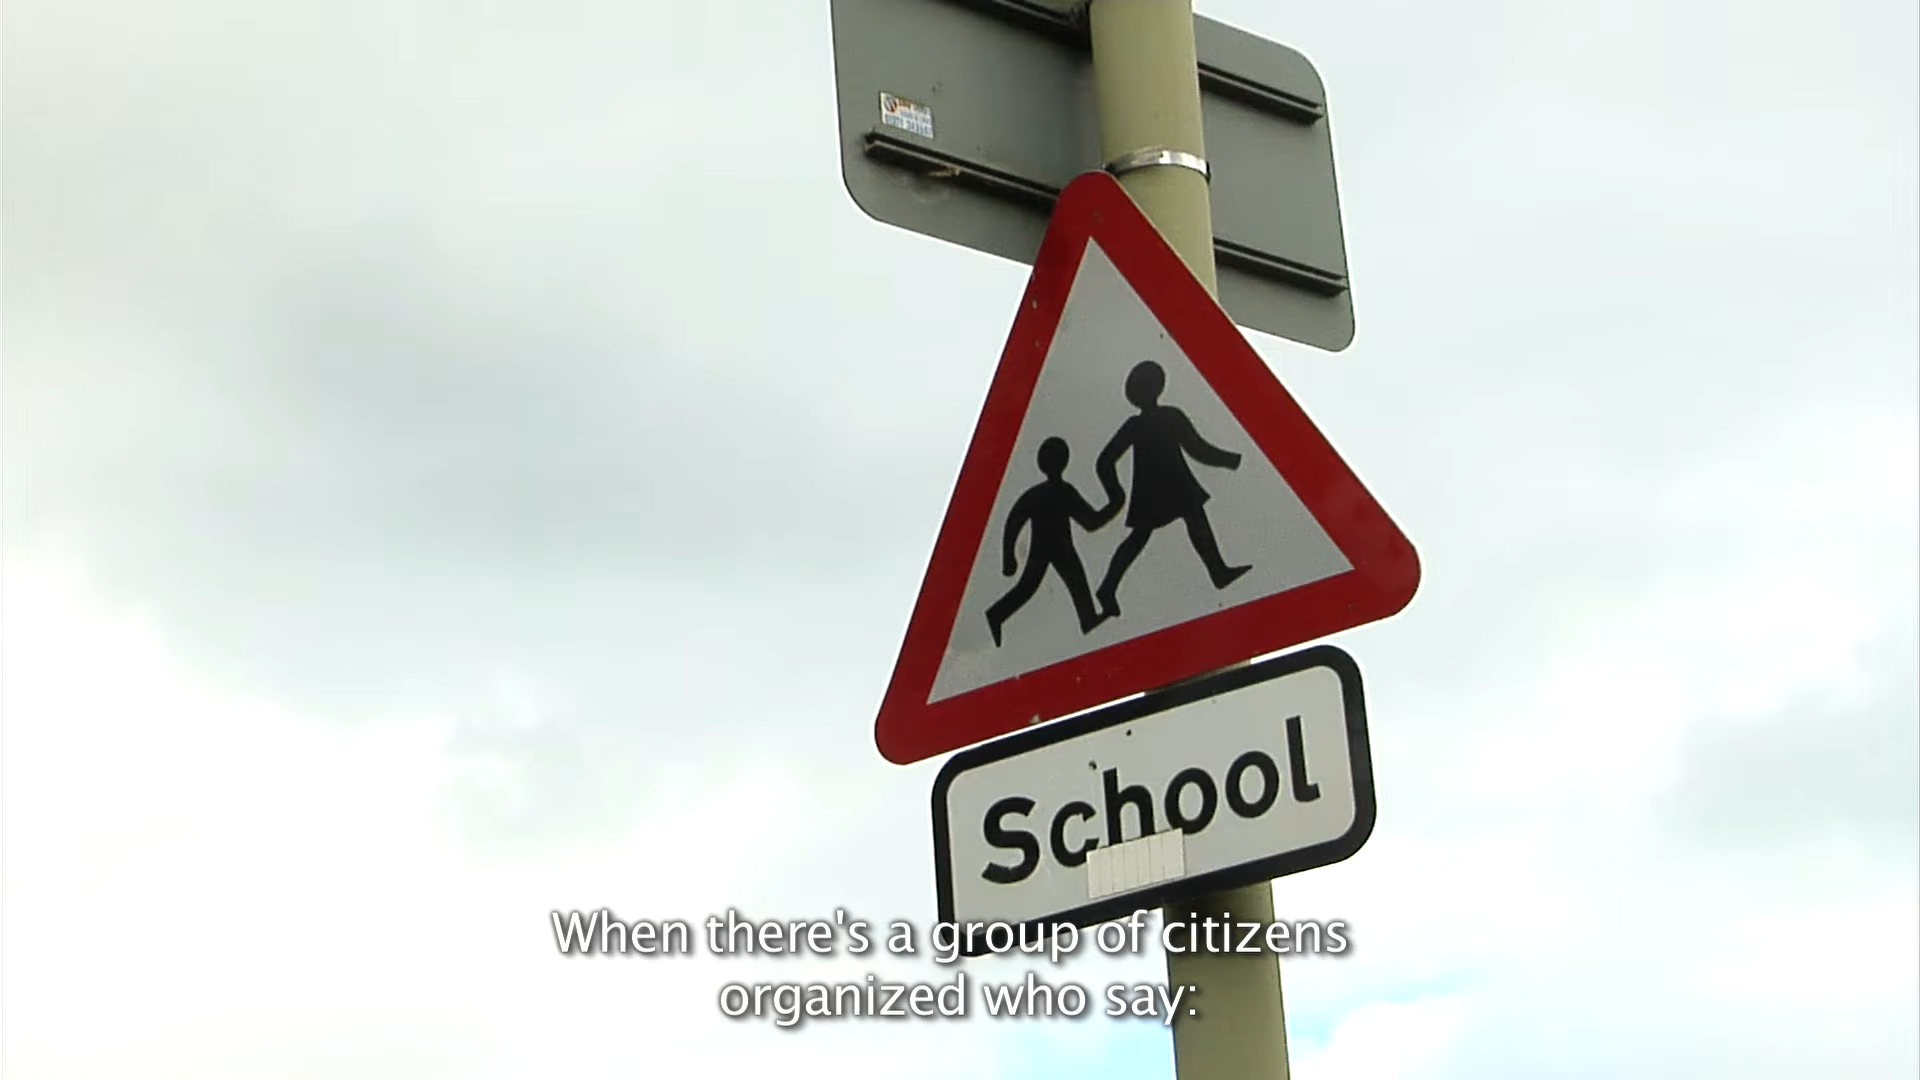 School
When there's a group of citizens
organized who say: